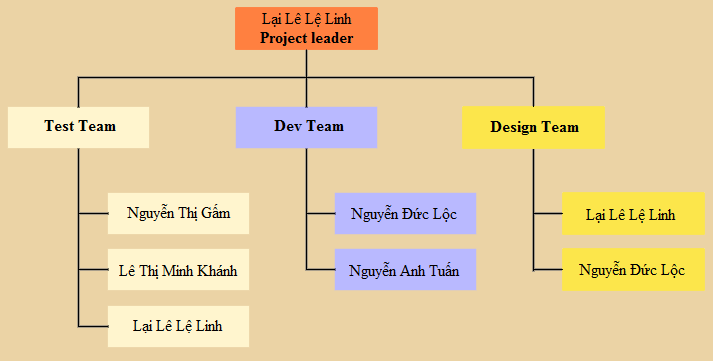 Lại Lê Lệ Linh
Project leader
Test Team
Dev Team
Design Team
Nguyễn Thị Gấm
Lê Thị Minh Khánh
Lại Lê Lệ Linh
Nguyễn Đức Lộc
Nguyễn Anh Tuấn
Lại Lê Lệ Linh
Nguyễn Đức Lộc